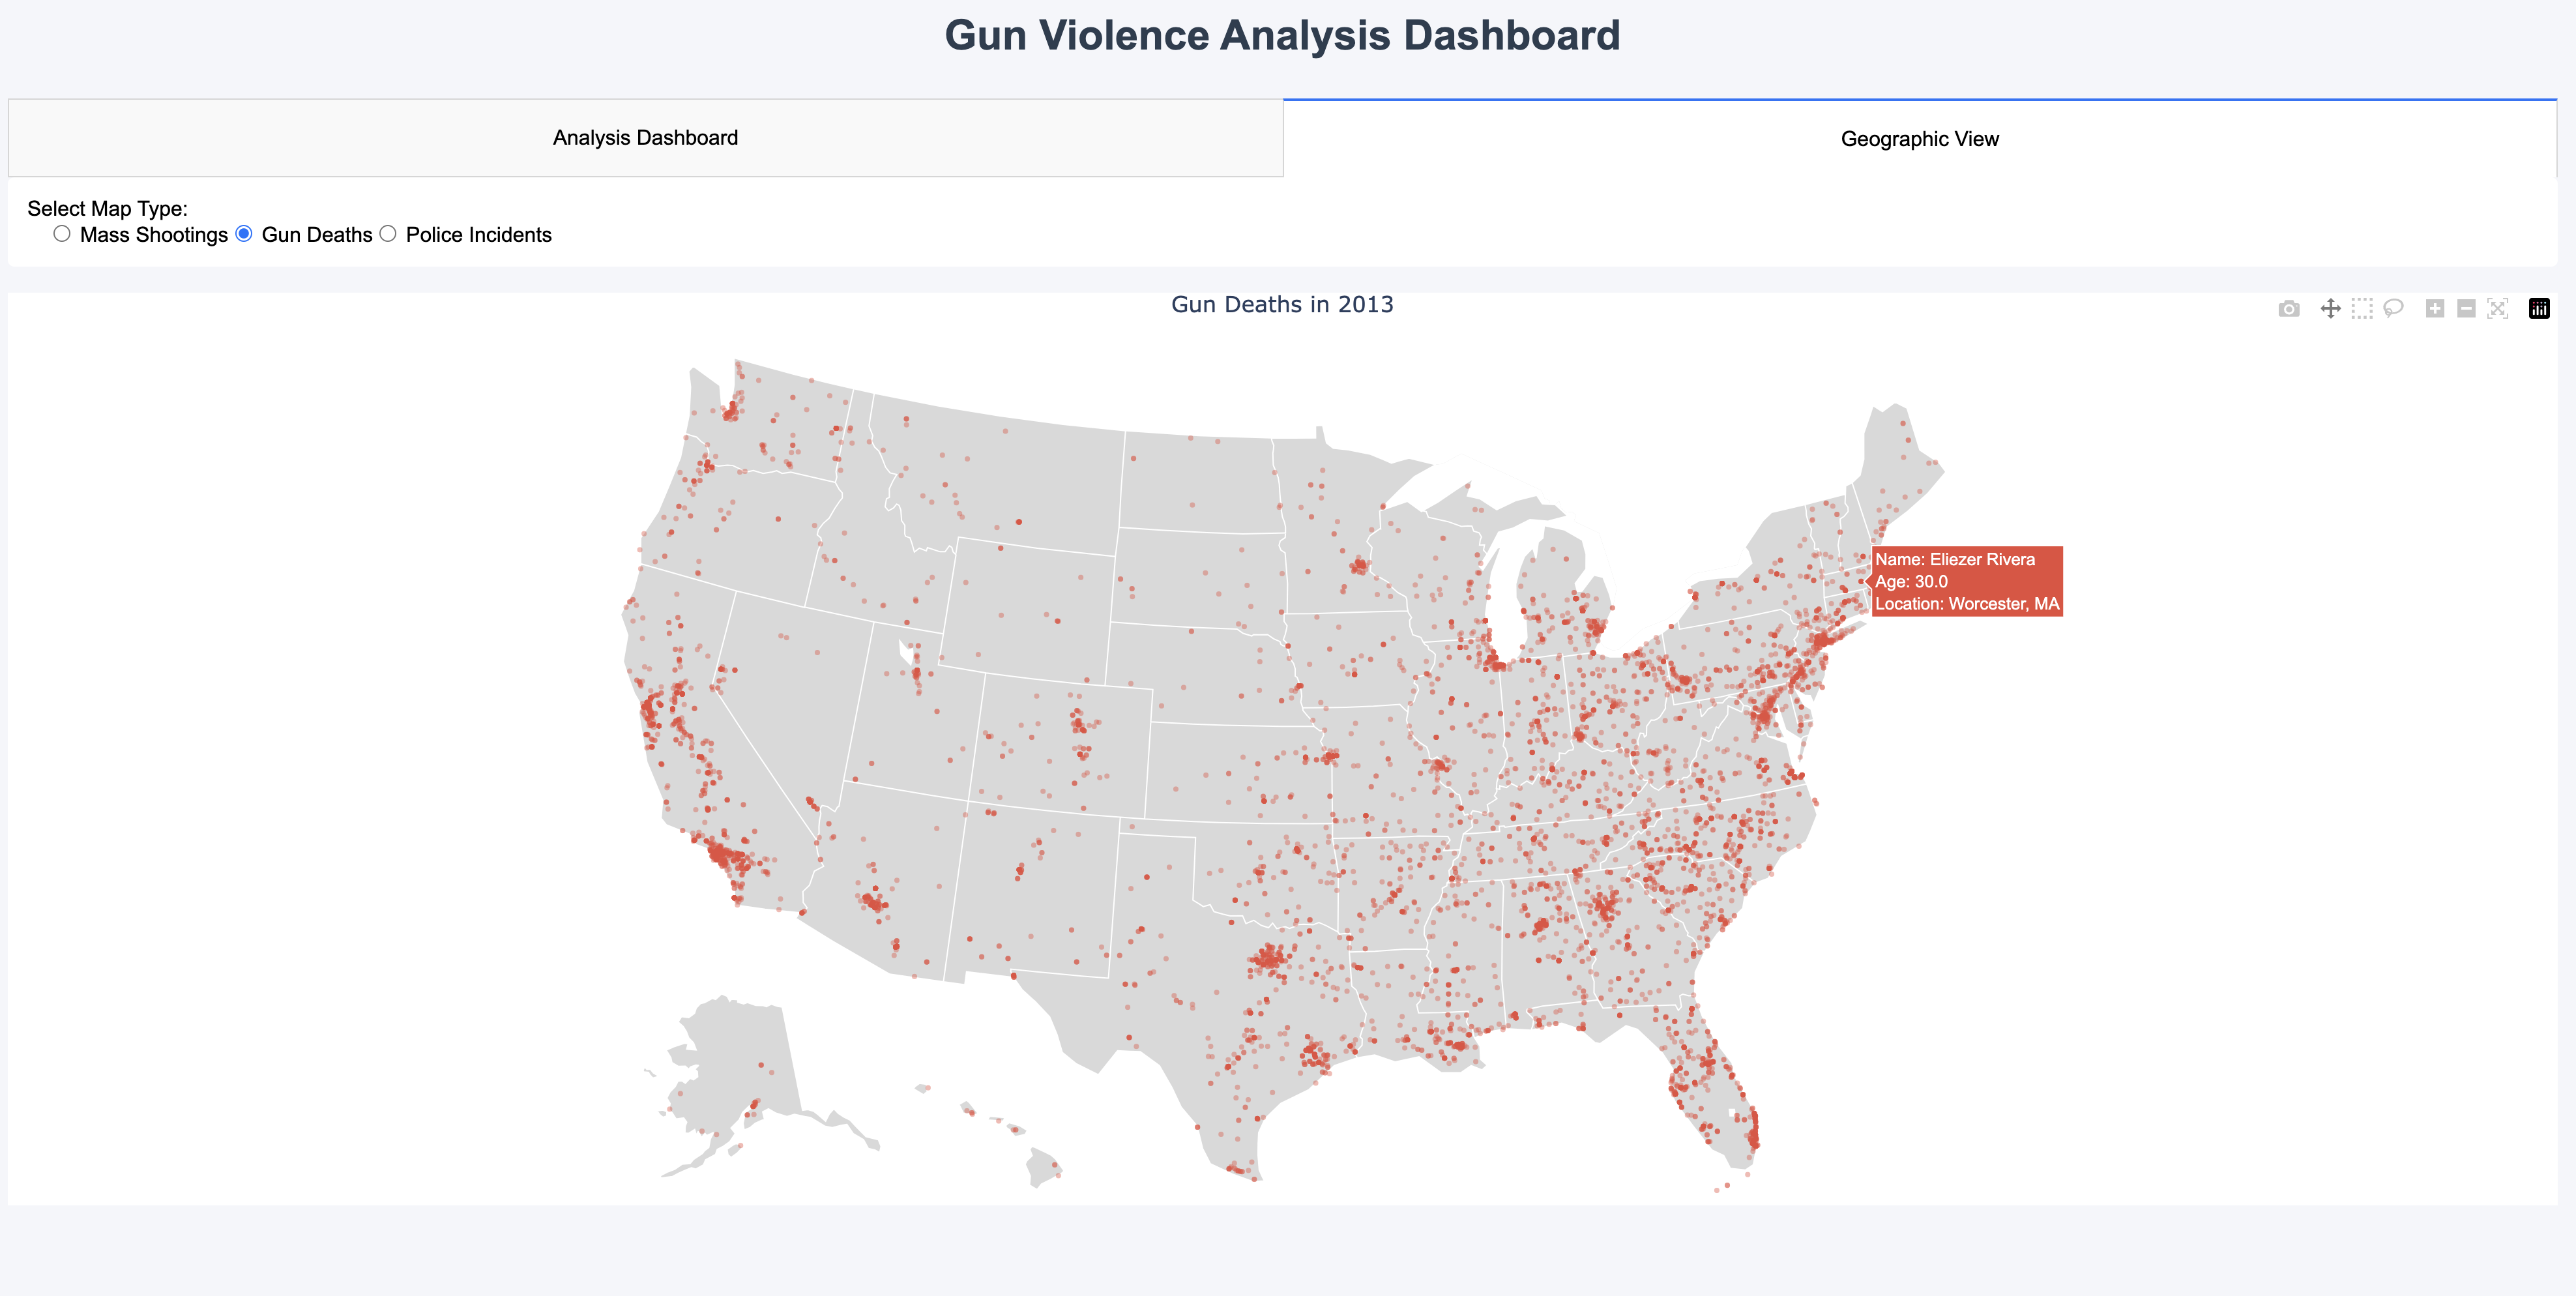 Gun Violence Analysis Dashboard
Analysis Dashboard
Geographic View
Select Map Type:
Mass Shootings Gun Deaths Police Incidents
Gun Deaths in 2013
Name: Eliezer Rivera
Age: 30.0
Location: Worcester, MA